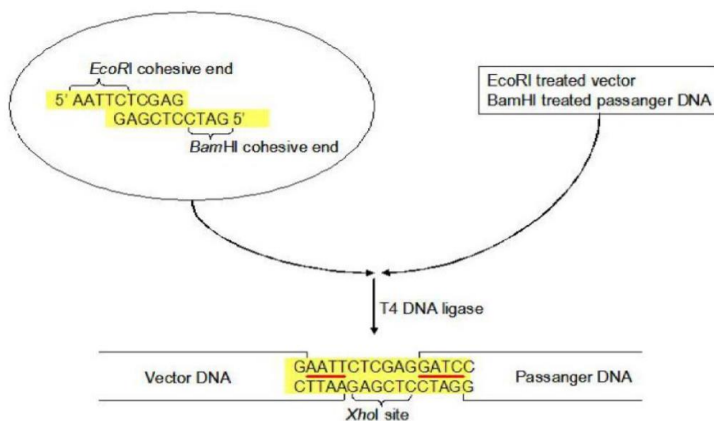 EcoRI cohesive end
5' AATTCTCGAG
GAGCTCCTAG 5'
BamHI cohesive end
EcoRI treated vector
BamHI treated passanger DNA
T4 DNA ligase
Vector DNA
GAATTCTCGAGGATCC
CTTAAGAGCTCCTAGG
Passanger DNA
XhoI site